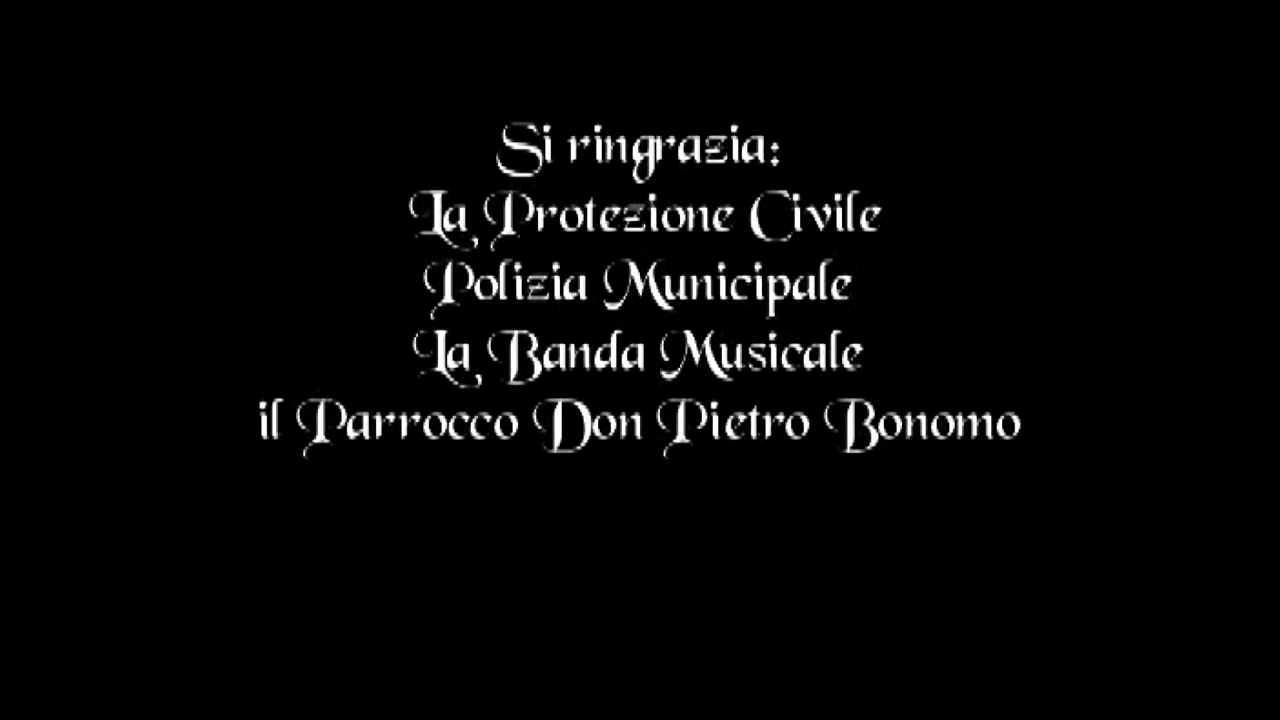 Si ringrazia:
La Protezione Civile
Polizia Municipale
La Banda Musicale
il Parrocco Don Pietro Bonomo